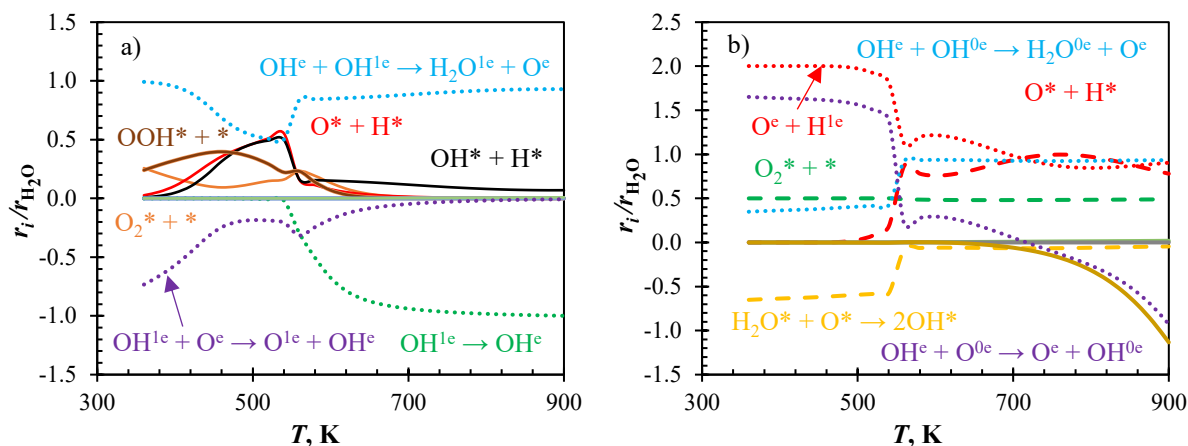 a)
1.5
1.0
0.5
0.0
-0.5
-1.0
-1.5
rᵢ/r_H₂O
300
500
700
900
T, K
OHᵉ + OH¹ᵉ → H₂O¹ᵉ + Oᵉ
OOH* + *
O* + H*
OH* + H*
O₂* + *
OH¹ᵉ + Oᵉ → O¹ᵉ + OHᵉ
OH¹ᵉ → OHᵉ
b)
2.5
2.0
1.5
1.0
0.5
0.0
-0.5
-1.0
-1.5
rᵢ/r_H₂O
300
500
700
900
T, K
OHᵉ + OH⁰ᵉ → H₂O⁰ᵉ + Oᵉ
O* + H*
Oᵉ + H¹ᵉ
O₂* + *
H₂O* + O* → 2OH*
OHᵉ + O⁰ᵉ → Oᵉ + OH⁰ᵉ